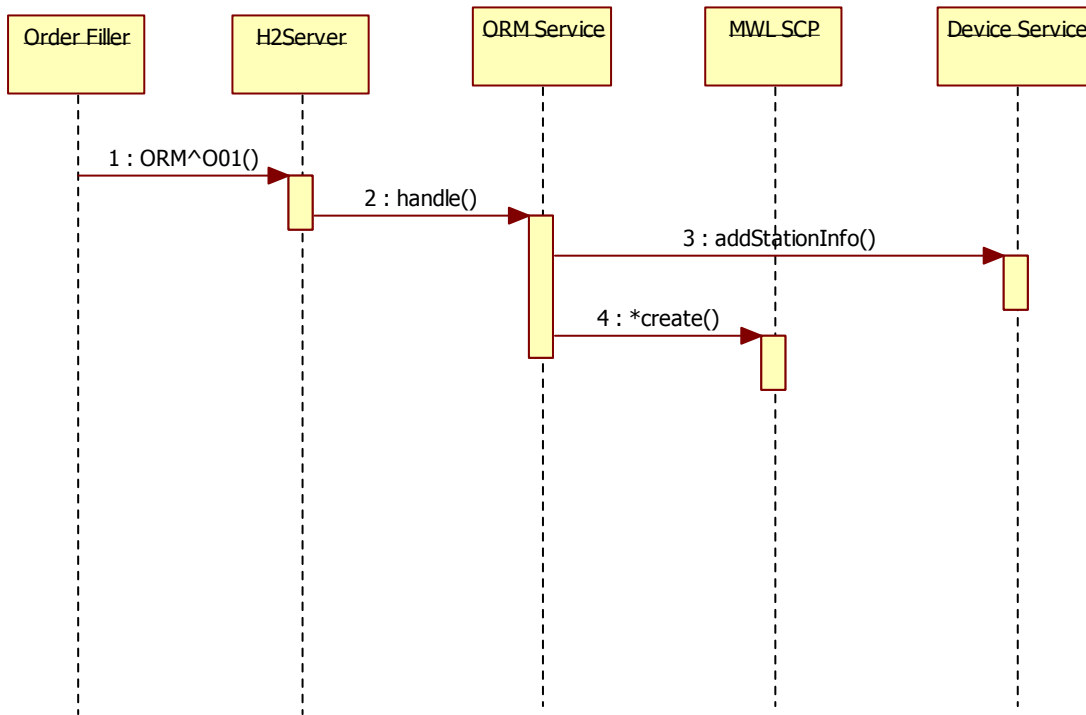 Order Filler
H2Server
ORM Service
MWL SCP
Device Service
1 : ORM^O01()
2 : handle()
3 : addStationInfo()
4 : *create()